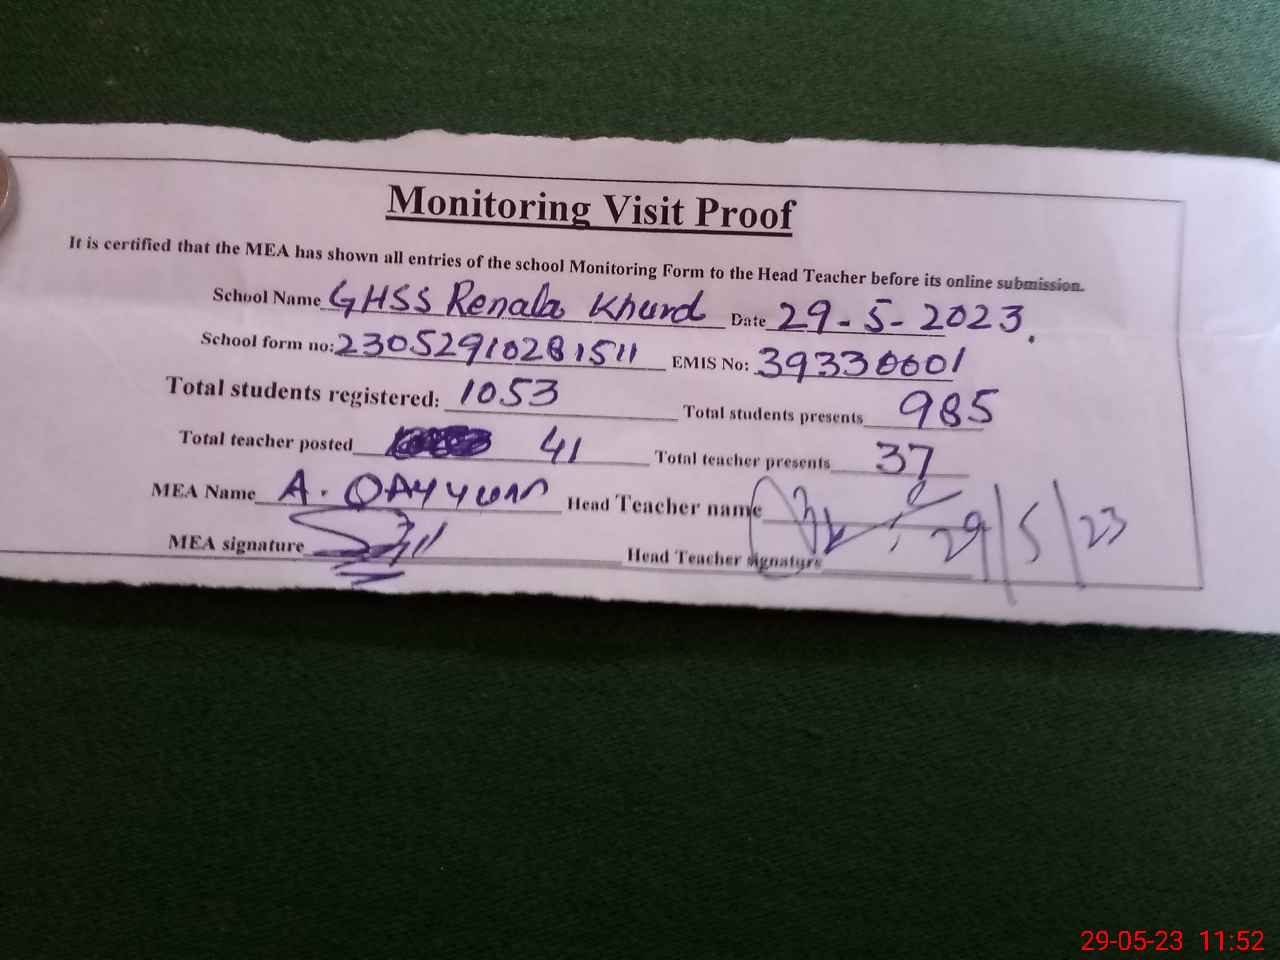 Monitoring Visit Proof
It is certified that the MEA has shown all entries of the school Monitoring Form to the Head Teacher before its online submission.
School Name GHSS Renala Khurd Date 29-5-2023.
School form no: 23052910281511 EMIS No: 39330001
Total students registered: 1053 Total students presents 985
Total teacher posted 41 Total teacher presents 37
MEA Name A. QAYYUM Head Teacher name
MEA signature Head Teacher signature 29/5/23
29-05-23 11:52